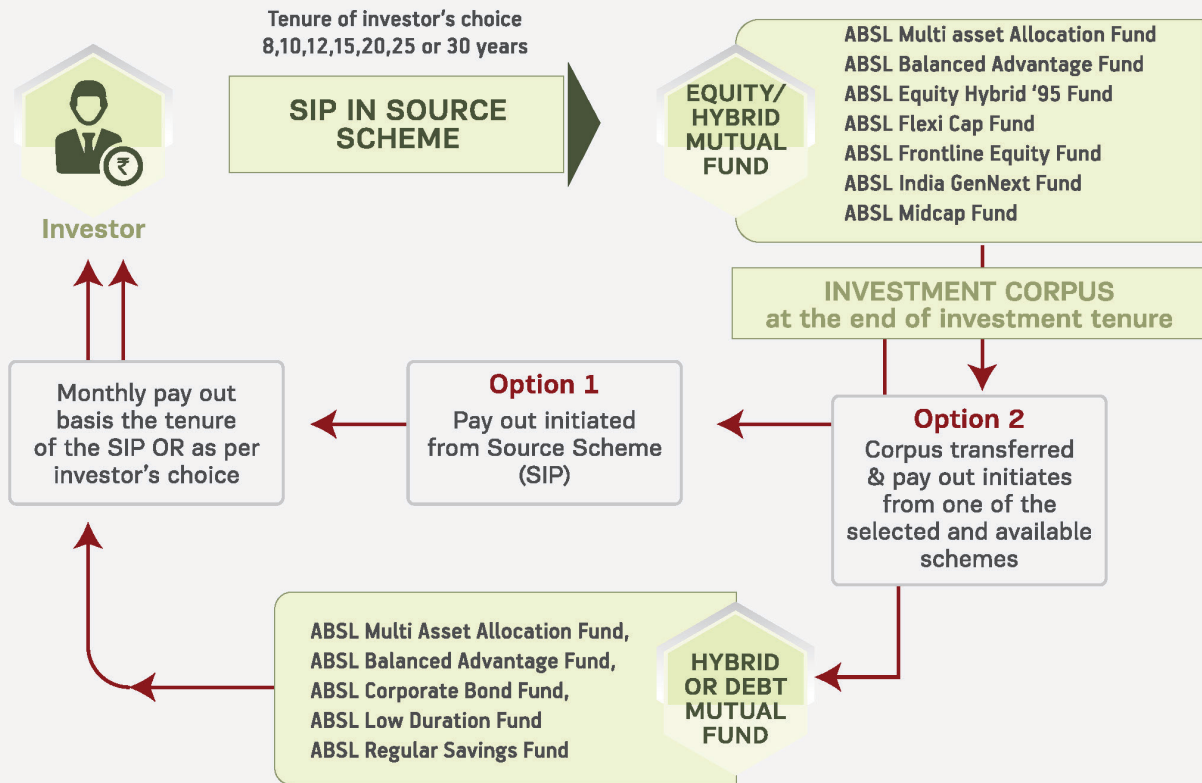 Tenure of investor's choice
8,10,12,15,20,25 or 30 years
SIP IN SOURCE
SCHEME
₹
Investor
EQUITY/
HYBRID
MUTUAL
FUND
ABSL Multi asset Allocation Fund
ABSL Balanced Advantage Fund
ABSL Equity Hybrid ‘95 Fund
ABSL Flexi Cap Fund
ABSL Frontline Equity Fund
ABSL India GenNext Fund
ABSL Midcap Fund
INVESTMENT CORPUS
at the end of investment tenure
Option 1
Pay out initiated
from Source Scheme
(SIP)
Option 2
Corpus transferred
& pay out initiates
from one of the
selected and available
schemes
Monthly pay out
basis the tenure
of the SIP OR as per
investor's choice
HYBRID
OR DEBT
MUTUAL
FUND
ABSL Multi Asset Allocation Fund,
ABSL Balanced Advantage Fund,
ABSL Corporate Bond Fund,
ABSL Low Duration Fund
ABSL Regular Savings Fund